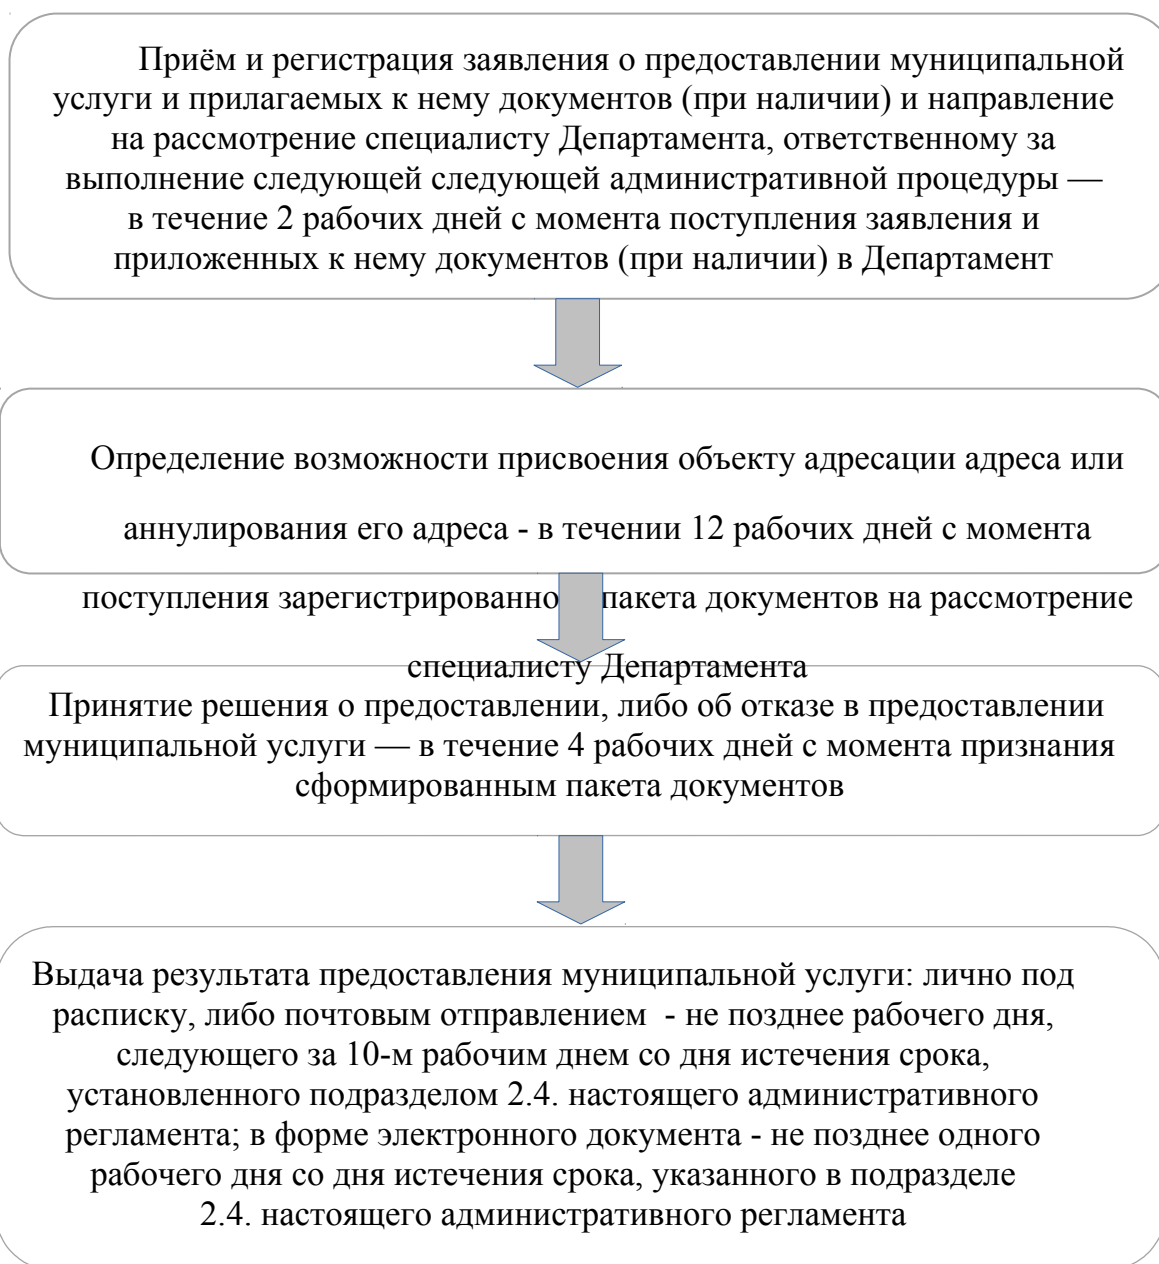 Приём и регистрация заявления о предоставлении муниципальной
услуги и прилагаемых к нему документов (при наличии) и направление
на рассмотрение специалисту Департамента, ответственному за
выполнение следующей следующей административной процедуры —
в течение 2 рабочих дней с момента поступления заявления и
приложенных к нему документов (при наличии) в Департамент
Определение возможности присвоения объекту адресации адреса или
аннулирования его адреса - в течении 12 рабочих дней с момента
поступления зарегистрированно пакета документов на рассмотрение
специалисту Департамента
Принятие решения о предоставлении, либо об отказе в предоставлении
муниципальной услуги — в течение 4 рабочих дней с момента признания
сформированным пакета документов
Выдача результата предоставления муниципальной услуги: лично под
расписку, либо почтовым отправлением - не позднее рабочего дня,
следующего за 10-м рабочим днем со дня истечения срока,
установленного подразделом 2.4. настоящего административного
регламента; в форме электронного документа - не позднее одного
рабочего дня со дня истечения срока, указанного в подразделе
2.4. настоящего административного регламента